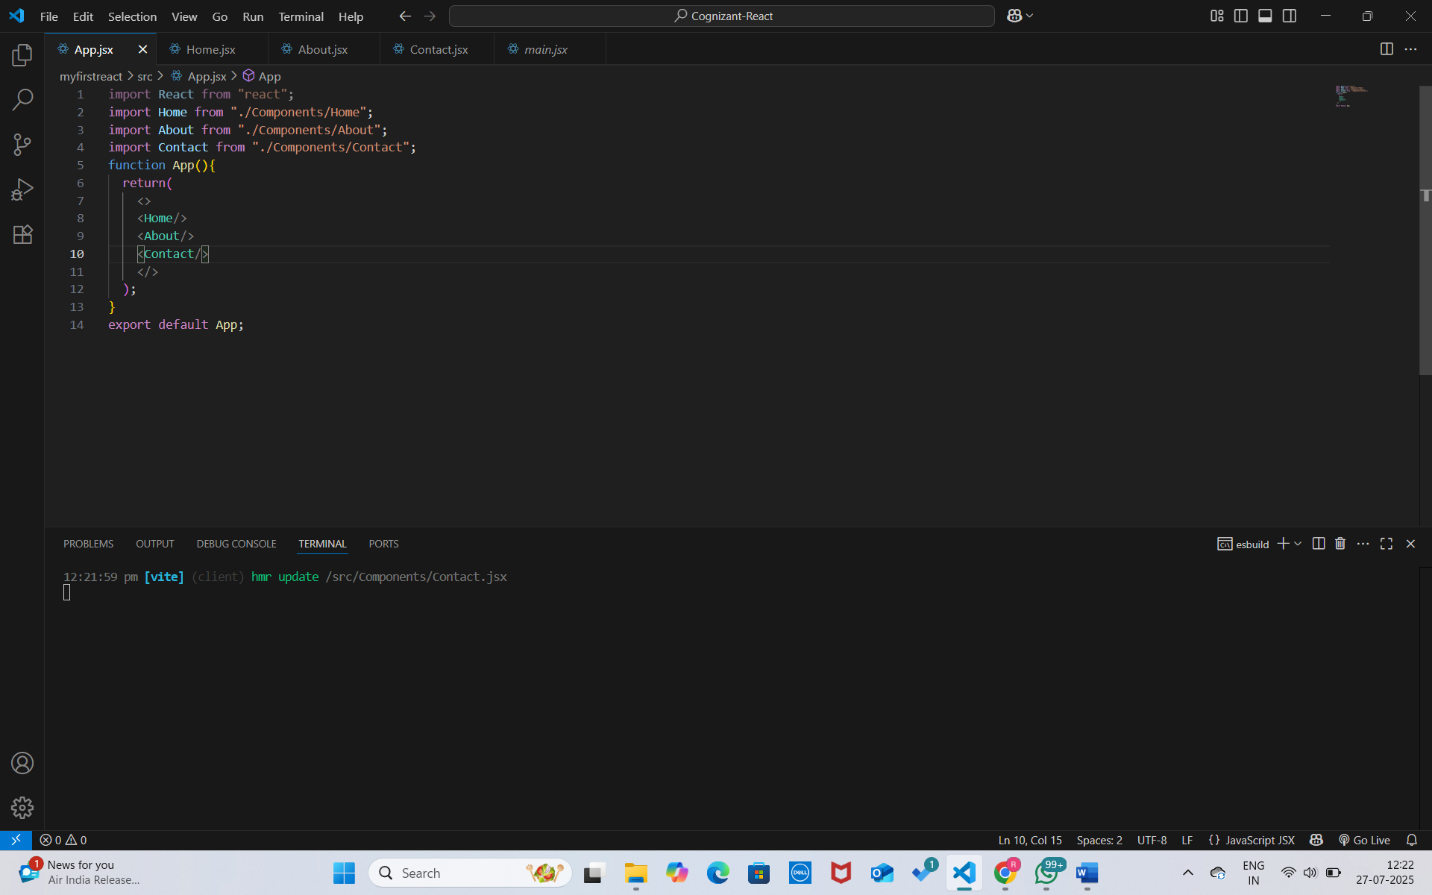 File Edit Selection View Go Run Terminal Help
Cognizant-React
App.jsx Home.jsx About.jsx Contact.jsx main.jsx
myfirstreact > src > App.jsx > App
1 import React from "react";
2 import Home from "./Components/Home";
3 import About from "./Components/About";
4 import Contact from "./Components/Contact";
5 function App(){
6 return(
7 <>
8 <Home/>
9 <About/>
10 <Contact/>
11 </>
12 );
13 }
14 export default App;
PROBLEMS OUTPUT DEBUG CONSOLE TERMINAL PORTS
esbuild
12:21:59 pm [vite] (client) hmr update /src/Components/Contact.jsx
0 0
Ln 10, Col 15 Spaces: 2 UTF-8 LF {} JavaScript JSX Go Live
1
News for you
Air India Release...
Search
DELL
1
R
99+
W
ENG
IN
12:22
27-07-2025